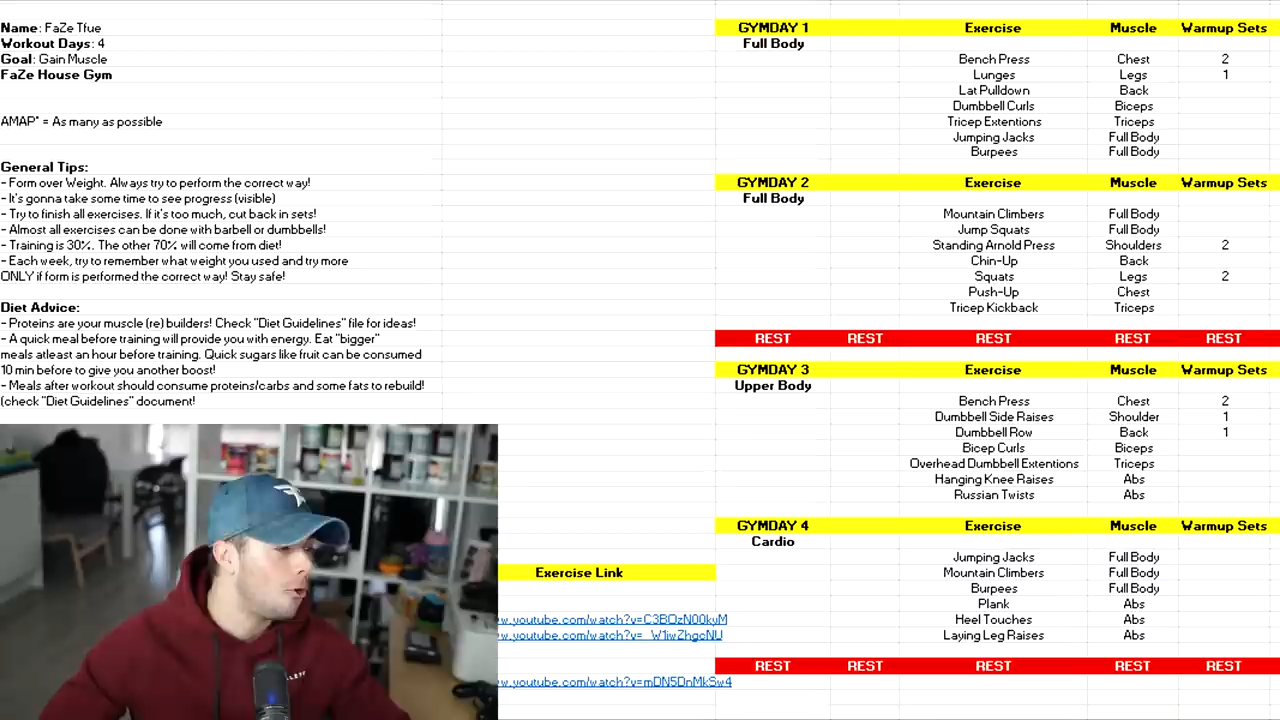 Name: FaZe Tfue
Workout Days: 4
Goal: Gain Muscle
FaZe House Gym
AMAP* = As many as possible
General Tips:
- Form over Weight. Always try to perform the correct way!
- It's gonna take some time to see progress (visible)
- Try to finish all exercises. If it's too much, cut back in sets!
- Almost all exercises can be done with barbell or dumbbells!
- Training is 30%. The other 70% will come from diet!
- Each week, try to remember what weight you used and try more
ONLY if form is performed the correct way! Stay safe!
Diet Advice:
- Proteins are your muscle (re) builders! Check "Diet Guidelines" file for ideas!
- A quick meal before training will provide you with energy. Eat "bigger"
meals atleast an hour before training. Quick sugars like fruit can be consumed
10 min before to give you another boost!
- Meals after workout should consume proteins/carbs and some fats to rebuild!
(check "Diet Guidelines" document!
Exercise Link
w.youtube.com/watch?v=C3BOzN00kyM
w.youtube.com/watch?v=_W1iwZhgcNU
w.youtube.com/watch?v=mDN5DnMkSw4
GYMDAY 1 Exercise Muscle Warmup Sets
Full Body
Bench Press Chest 2
Lunges Legs 1
Lat Pulldown Back
Dumbbell Curls Biceps
Tricep Extentions Triceps
Jumping Jacks Full Body
Burpees Full Body
GYMDAY 2 Exercise Muscle Warmup Sets
Full Body
Mountain Climbers Full Body
Jump Squats Full Body
Standing Arnold Press Shoulders 2
Chin-Up Back
Squats Legs 2
Push-Up Chest
Tricep Kickback Triceps
REST REST REST REST REST
GYMDAY 3 Exercise Muscle Warmup Sets
Upper Body
Bench Press Chest 2
Dumbbell Side Raises Shoulder 1
Dumbbell Row Back 1
Bicep Curls Biceps
Overhead Dumbbell Extentions Triceps
Hanging Knee Raises Abs
Russian Twists Abs
GYMDAY 4 Exercise Muscle Warmup Sets
Cardio
Jumping Jacks Full Body
Mountain Climbers Full Body
Burpees Full Body
Plank Abs
Heel Touches Abs
Laying Leg Raises Abs
REST REST REST REST REST